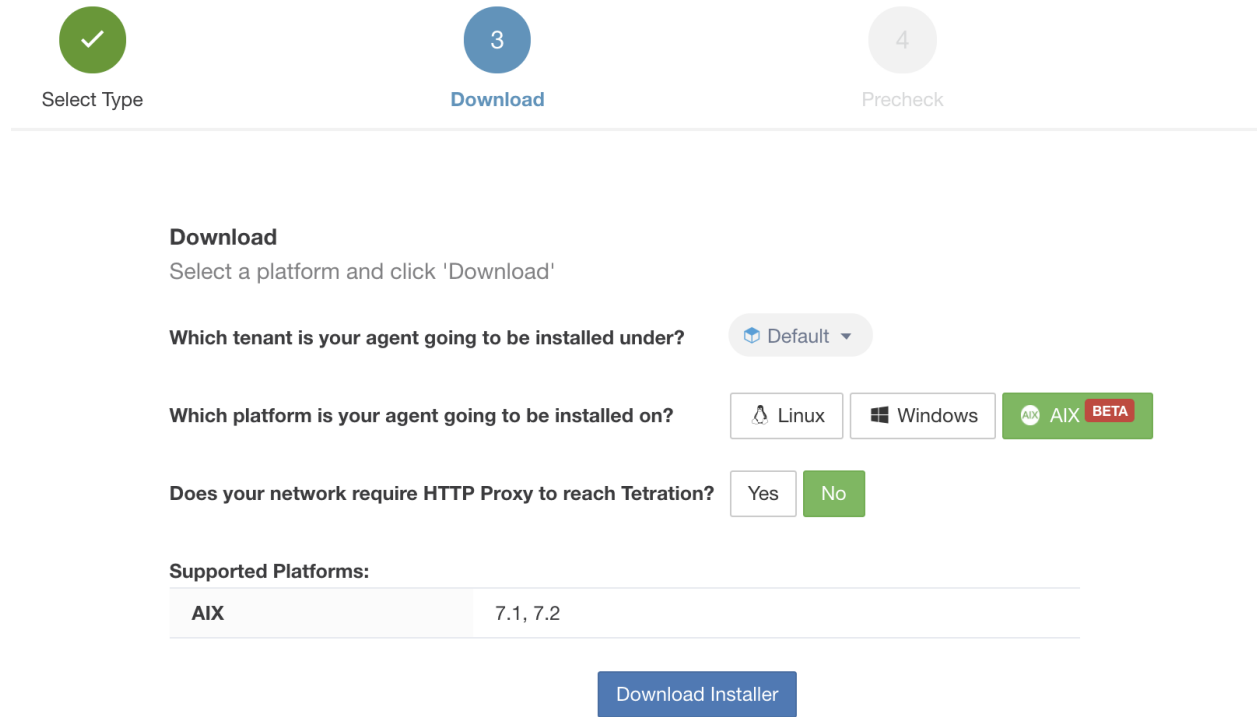 3
4
Select Type
Download
Precheck
Download
Select a platform and click 'Download'
Which tenant is your agent going to be installed under?
Default
Which platform is your agent going to be installed on?
Linux
Windows
AIX
AIX
BETA
Does your network require HTTP Proxy to reach Tetration?
Yes
No
Supported Platforms:
AIX
7.1, 7.2
Download Installer